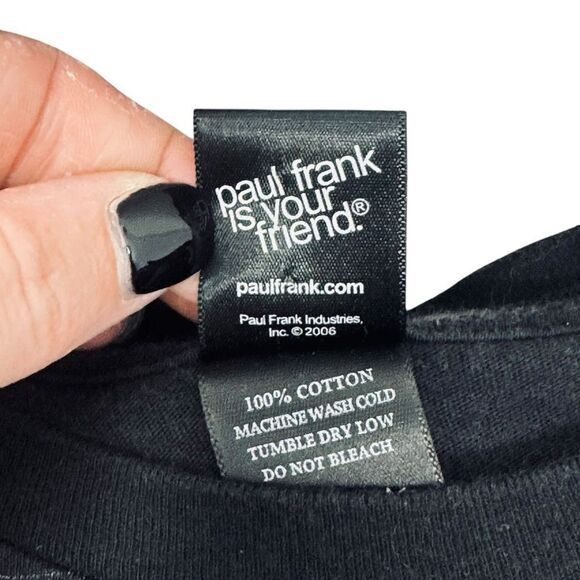 paul frank
is your
friend.®
paulfrank.com
Paul Frank Industries,
Inc. © 2006
100% COTTON
MACHINE WASH COLD
TUMBLE DRY LOW
DO NOT BLEACH